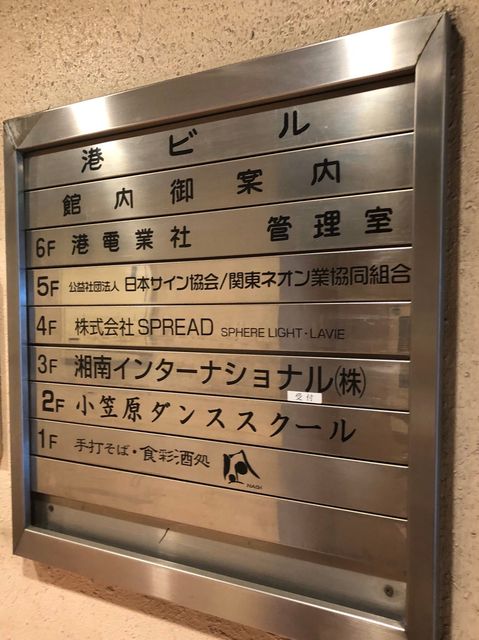 港ビル
館内御案内
6F 港電業社 管理室
5F 公益社団法人 日本サイン協会/関東ネオン業協同組合
4F 株式会社 SPREAD SPHERE LIGHT・LAVIE
3F 湘南インターナショナル(株)
受付
2F 小笠原ダンススクール
1F 手打そば・食彩酒処
NAGI